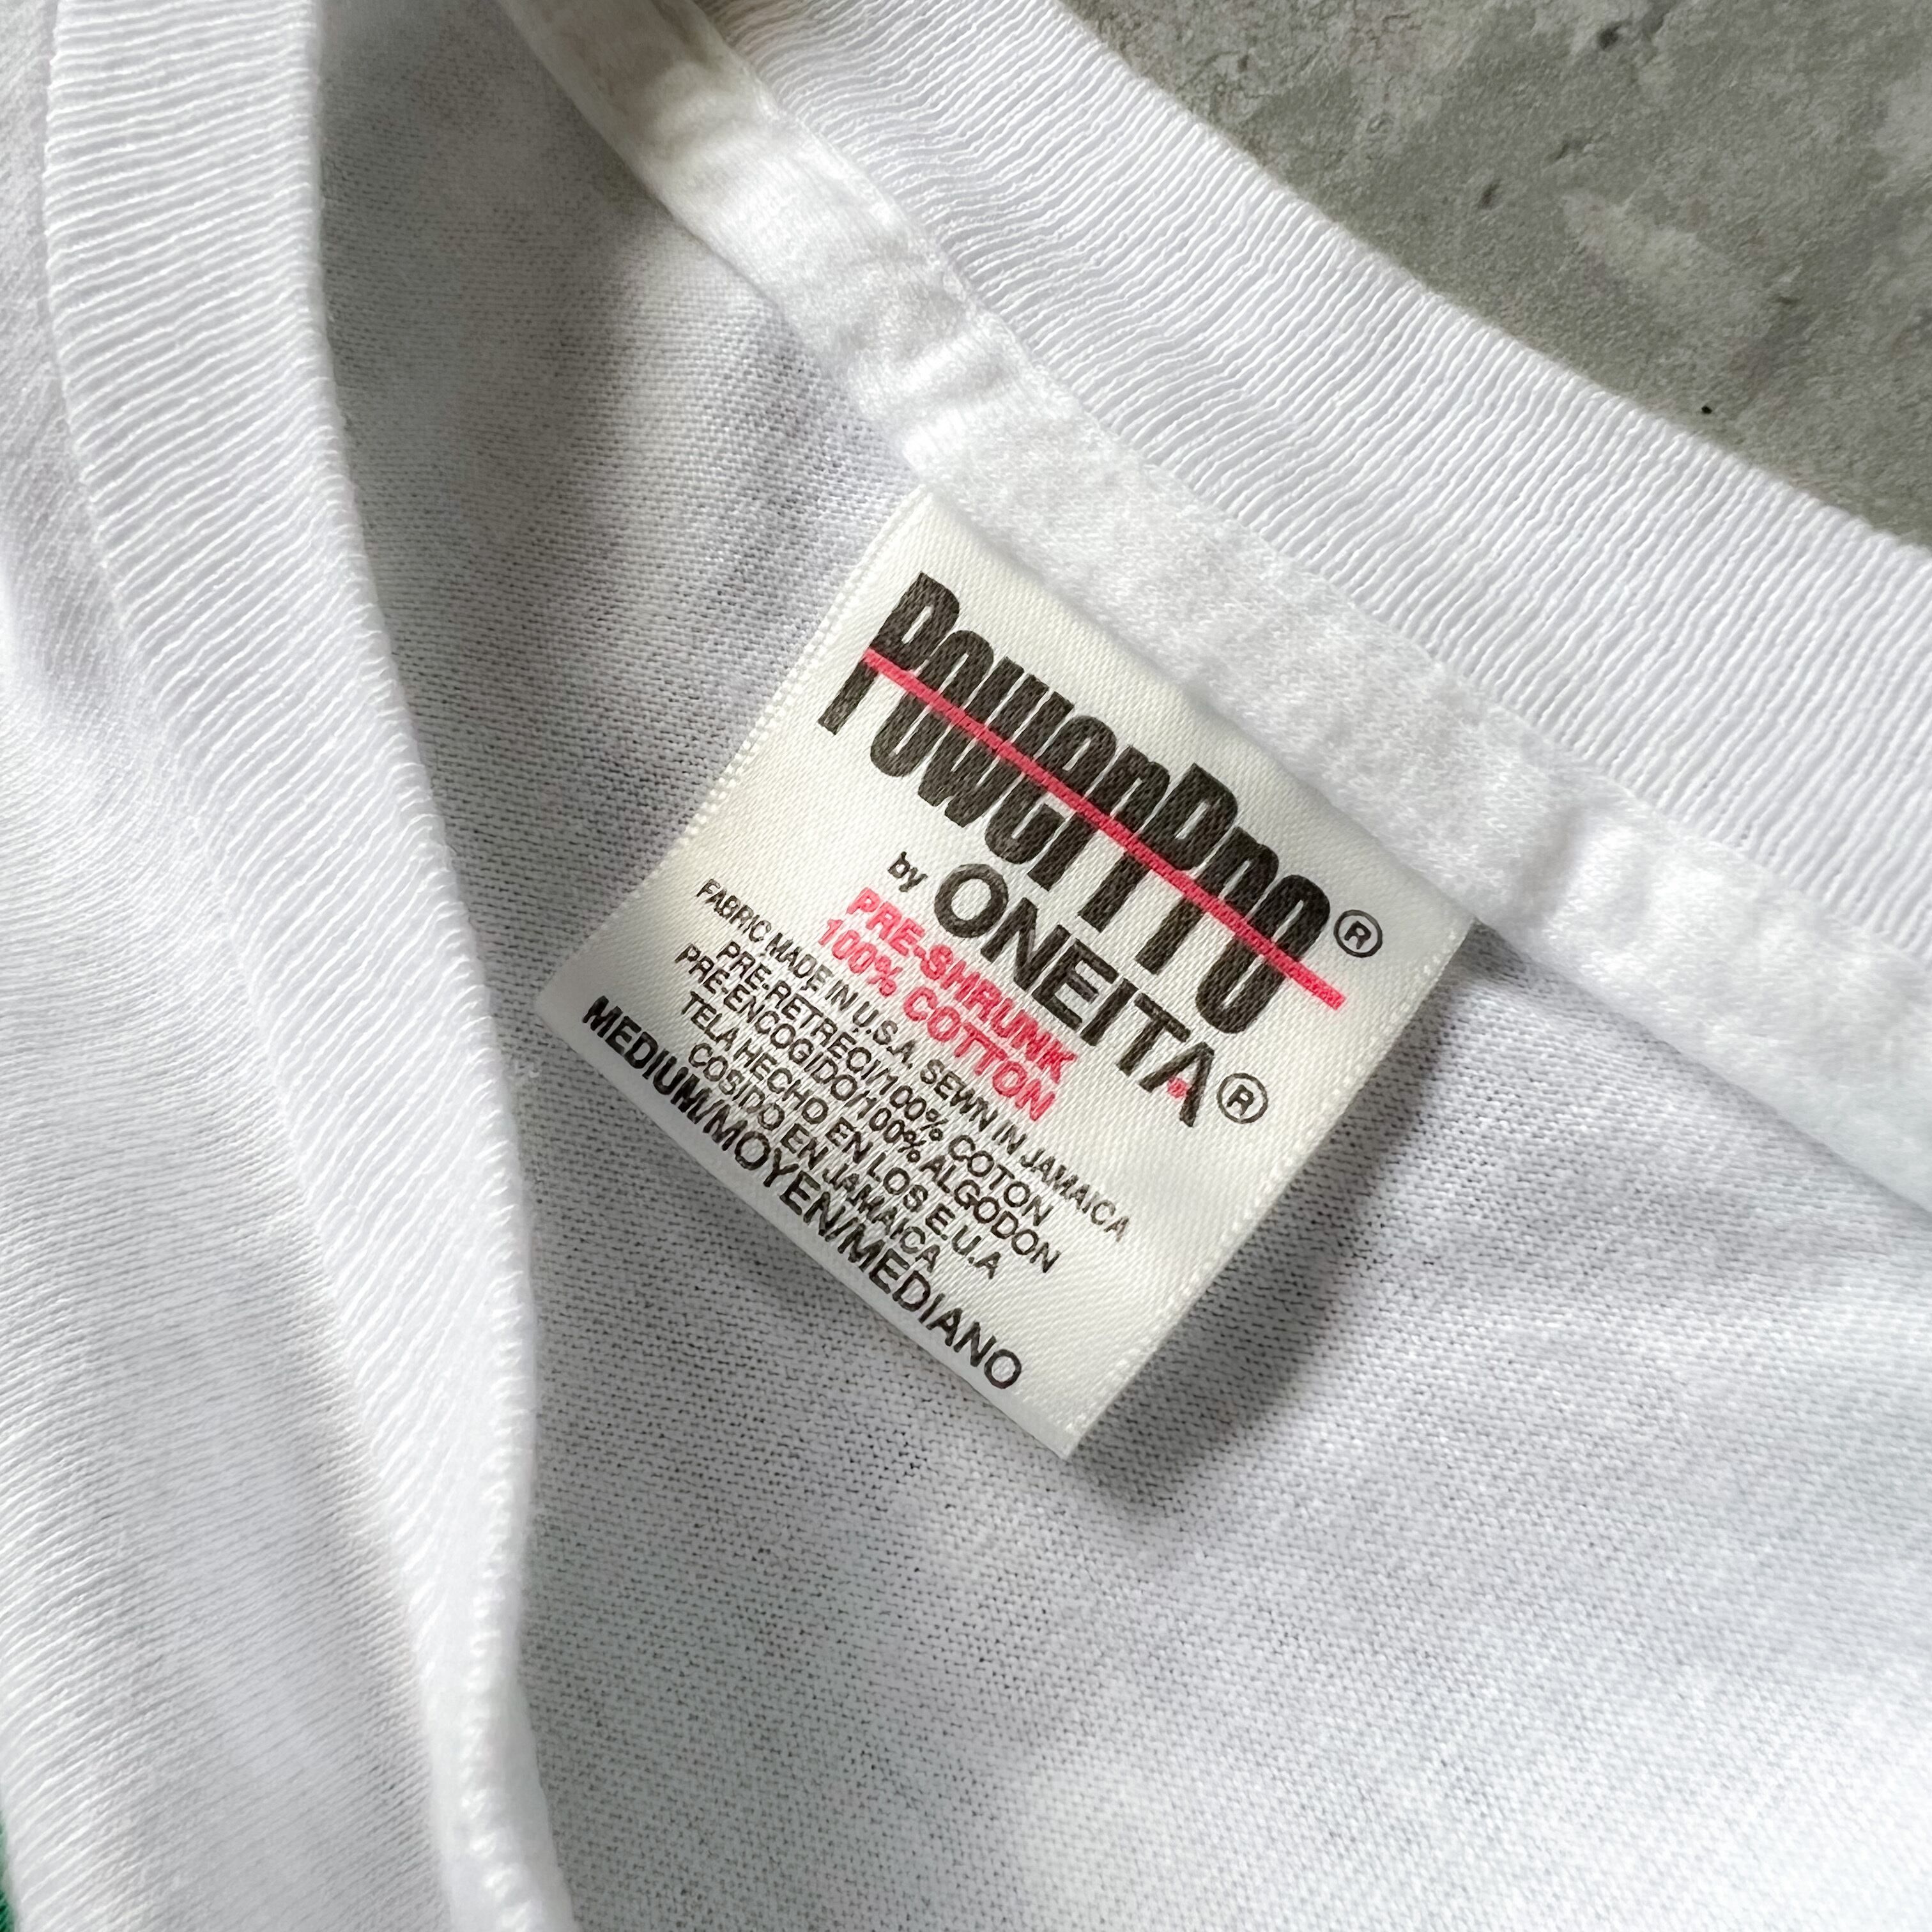 PowerPro®
by ONEITA®
PRE-SHRUNK
100% COTTON
FABRIC MADE IN U.S.A. SEWN IN JAMAICA
PRE-RETRECI/100% COTON
PRE-ENCOGIDO/100% ALGODON
TELA HECHO EN LOS E.U.A
COSIDO EN JAMAICA
MEDIUM/MOYEN/MEDIANO